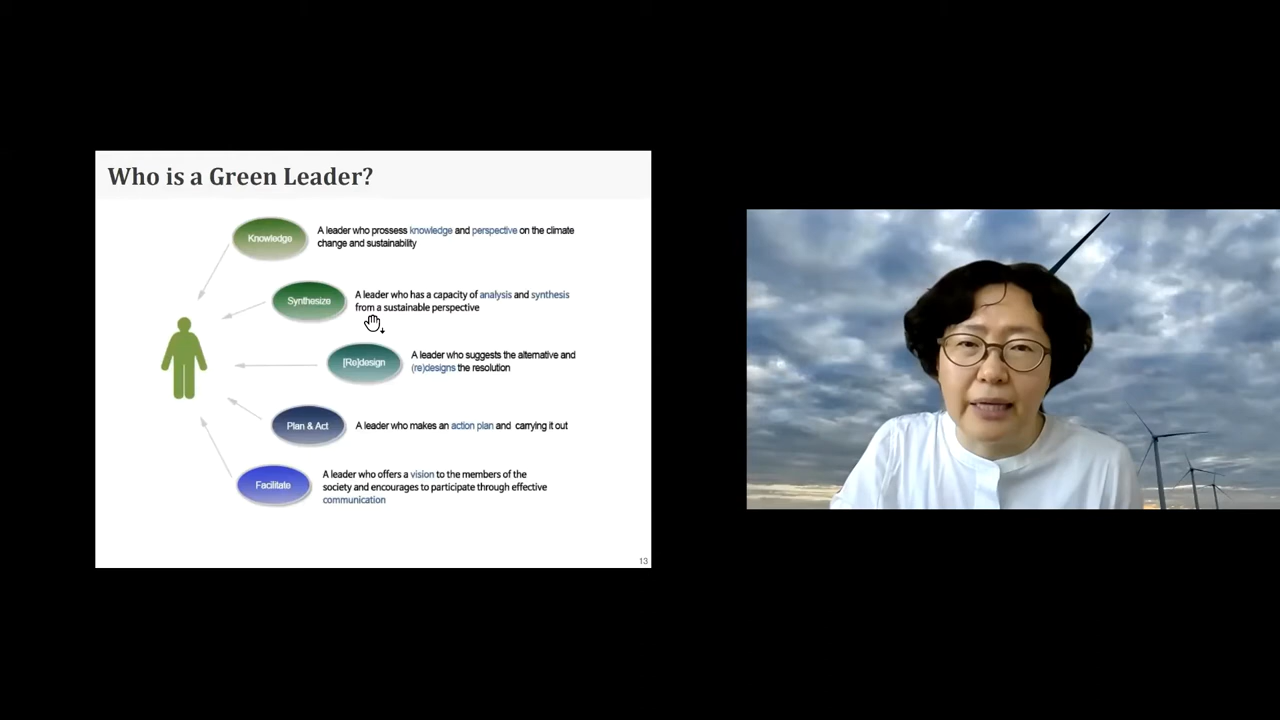 Who is a Green Leader?
Knowledge
A leader who prossess knowledge and perspective on the climate
change and sustainability
Synthesize
A leader who has a capacity of analysis and synthesis
from a sustainable perspective
[Re]design
A leader who suggests the alternative and
(re)designs the resolution
Plan & Act
A leader who makes an action plan and carrying it out
Facilitate
A leader who offers a vision to the members of the
society and encourages to participate through effective
communication
13